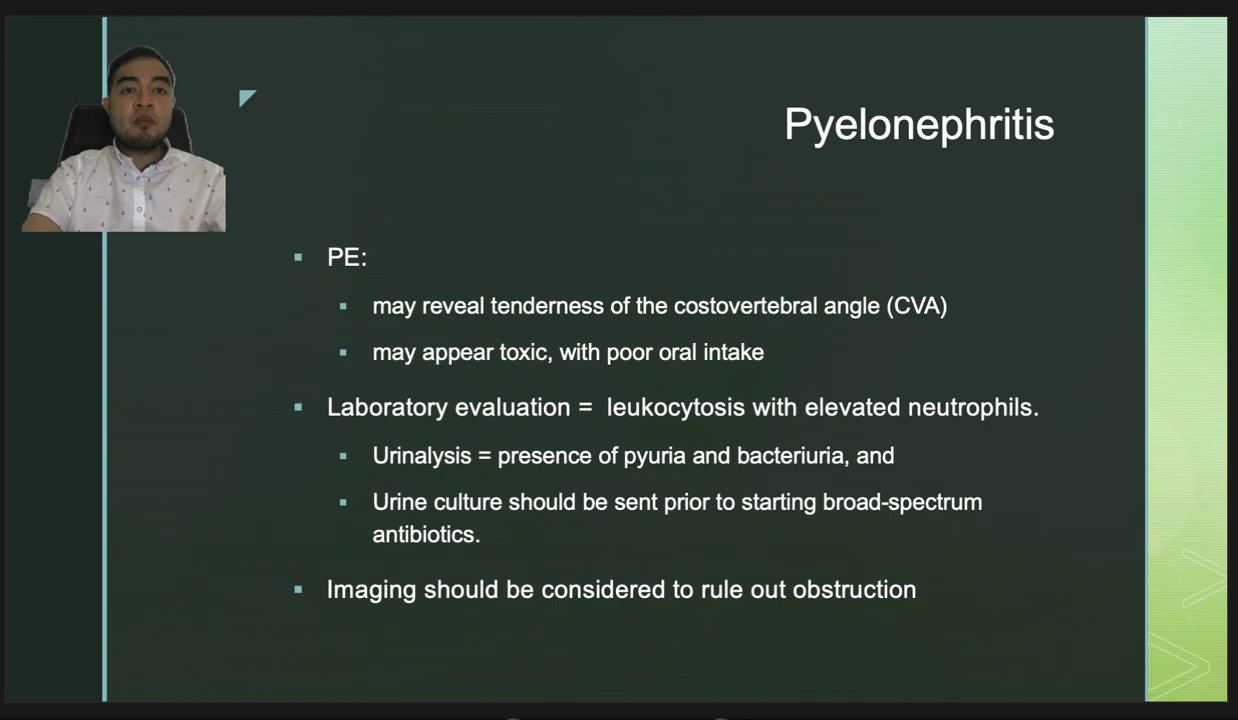 Pyelonephritis
PE:
may reveal tenderness of the costovertebral angle (CVA)
may appear toxic, with poor oral intake
Laboratory evaluation = leukocytosis with elevated neutrophils.
Urinalysis = presence of pyuria and bacteriuria, and
Urine culture should be sent prior to starting broad-spectrum
antibiotics.
Imaging should be considered to rule out obstruction